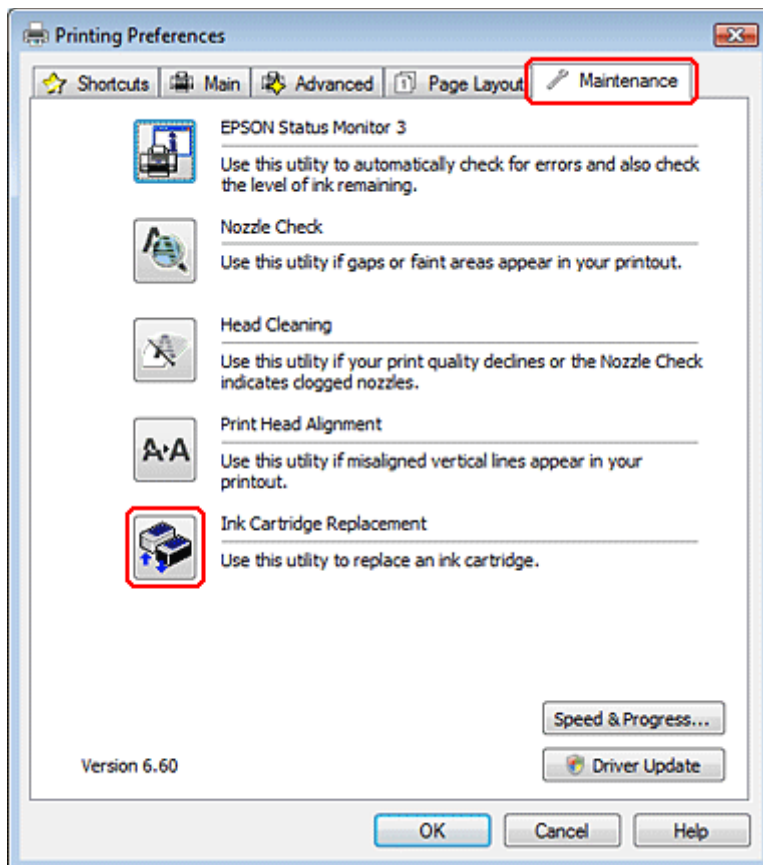 Printing Preferences
Shortcuts
Main
Advanced
1
Page Layout
Maintenance
EPSON Status Monitor 3
Use this utility to automatically check for errors and also check
the level of ink remaining.
Nozzle Check
Use this utility if gaps or faint areas appear in your printout.
Head Cleaning
Use this utility if your print quality declines or the Nozzle Check
indicates clogged nozzles.
A A
Print Head Alignment
Use this utility if misaligned vertical lines appear in your
printout.
Ink Cartridge Replacement
Use this utility to replace an ink cartridge.
Speed & Progress...
Version 6.60
Driver Update
OK
Cancel
Help